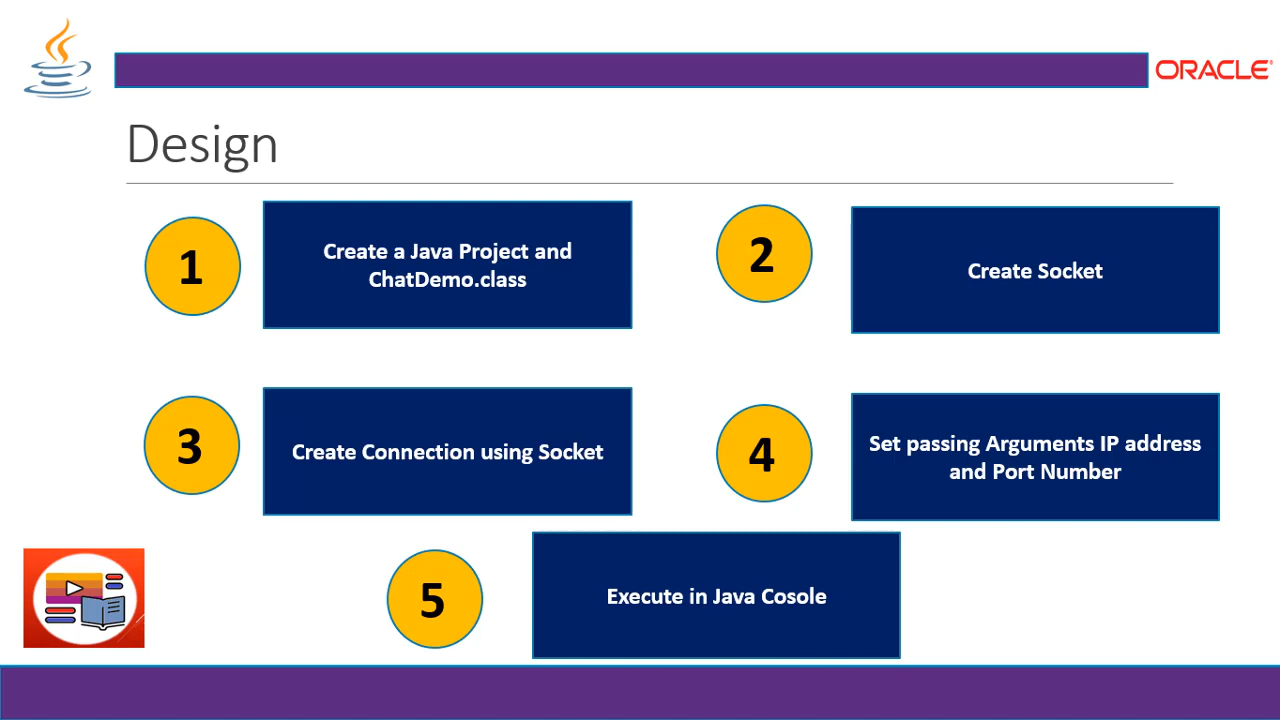 ORACLE
Design
1
Create a Java Project and
ChatDemo.class
2
Create Socket
3
Create Connection using Socket
4
Set passing Arguments IP address
and Port Number
5
Execute in Java Cosole